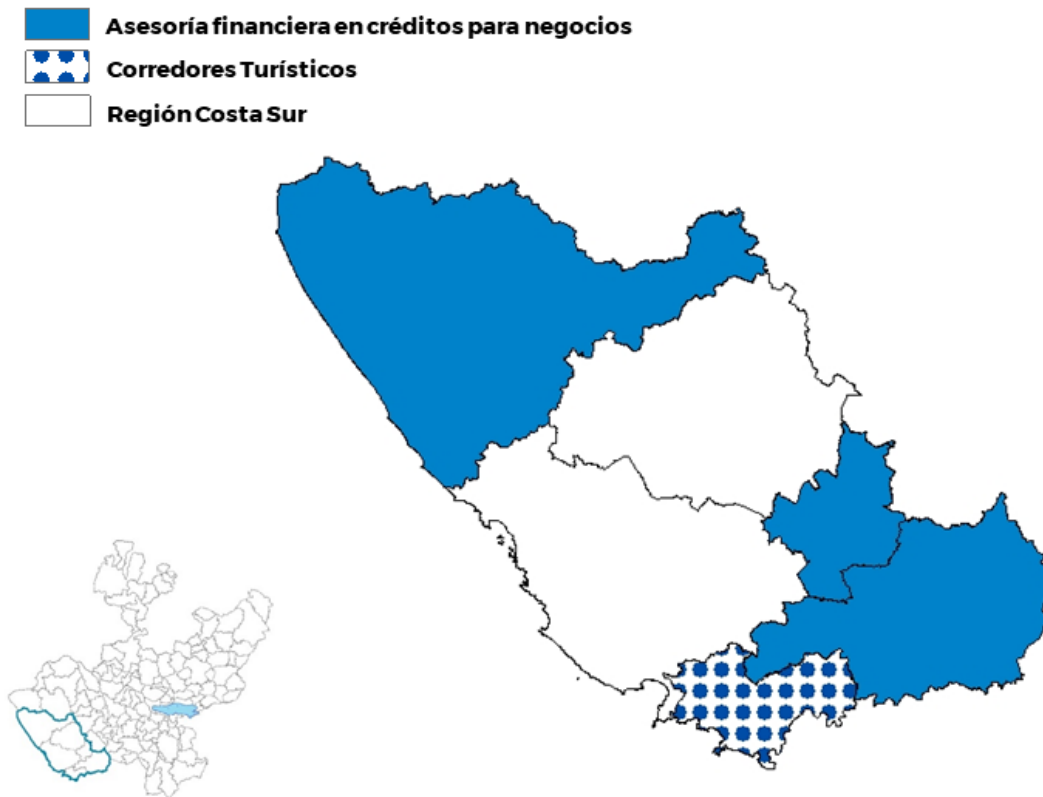 Asesoría financiera en créditos para negocios
Corredores Turísticos
Región Costa Sur